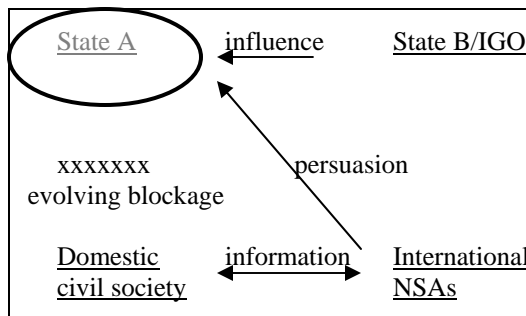 State A influence State B/IGO
xxxxxxx persuasion
evolving blockage
Domestic information International
civil society NSAs